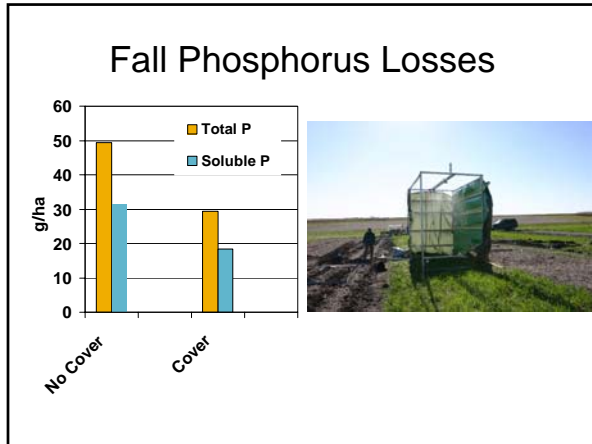 Fall Phosphorus Losses
60
50
40
30
20
10
0
g/ha
Total P
Soluble P
No Cover
Cover